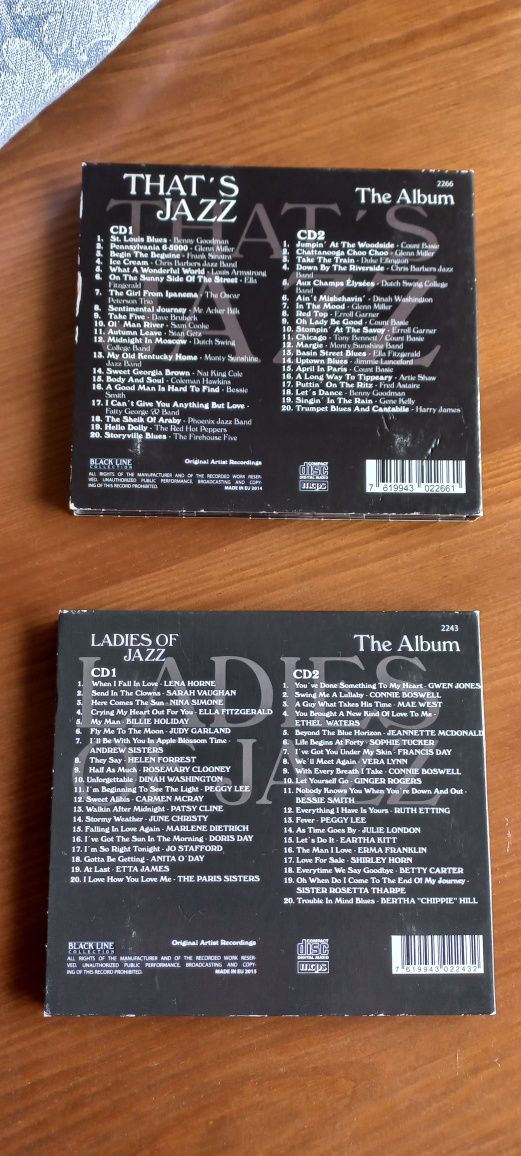 2266
THAT'S
JAZZ
The Album
CD1
1. St. Louis Blues - Benny Goodman
2. Pennsylvania 6-5000 - Glenn Miller
3. Begin the Beguine - Frank Sinatra
4. Ice Cream - Chris Barbers Jazz Band
5. What A Wonderful World - Louis Armstrong
6. On The Sunny Side Of The Street - Ella
Fitzgerald
7. The Girl From Ipanema - The Oscar
Peterson Trio
8. Sentimental Journey - Mr. Acher Bilk
9. Take Five - Dave Brubeck
10. Ol' Man River - Sam Cooke
11. Autumn Leave - Stan Getz
12. Midnight In Moscow - Dutch Swing
College Band
13. My Old Kentucky Home - Monty Sunshine
Jazz Band
14. Sweet Georgia Brown - Nat King Cole
15. Body And Soul - Coleman Hawkins
16. A Good Man Is Hard To Find - Bessie
Smith
17. I Can't Give You Anything But Love -
Fatty George & Band
18. The Sheik Of Araby - Phoenix Jazz Band
19. Hello Dolly - The Red Hot Peppers
20. Storyville Blues - The Firehouse Five
CD2
1. Jumpin' At The Woodside - Count Basie
2. Chattanooga Choo Choo - Glenn Miller
3. Take The Train - Duke Ellington
4. Down By The Riverside - Chris Barbers Jazz
Band
5. Aux Champs Élysées - Dutch Swing College
Band
6. Ain't Misbehavin' - Dinah Washington
7. In The Mood - Glenn Miller
8. Red Top - Erroll Garner
9. Oh Lady Be Good - Count Basie
10. Stompin' At The Savoy - Erroll Garner
11. Chicago - Tony Bennett / Count Basie
12. Margie - Monty Sunshine Band
13. Basin Street Blues - Ella Fitzgerald
14. Uptown Blues - Jimmie Lunceford
15. April In Paris - Count Basie
16. A Long Way To Tippeary - Artie Shaw
17. Puttin' On The Ritz - Fred Astaire
18. Let's Dance - Benny Goodman
19. Singin' In The Rain - Gene Kelly
20. Trumpet Blues And Cantabile - Harry James
BLACK LINE
COLLECTION
Original Artist Recordings
ALL RIGHTS OF THE MANUFACTURER AND OF THE RECORDED WORK RESER-
VED. UNAUTHORIZED PUBLIC PERFORMANCE, BROADCASTING AND COPY-
ING OF THIS RECORD PROHIBITED.
MADE IN EU 2014
COMPACT
disc
DIGITAL AUDIO
mcps
7 619943 022661
2243
LADIES OF
JAZZ
The Album
CD1
1. When I Fall In Love - LENA HORNE
2. Send In The Clowns - SARAH VAUGHAN
3. Here Comes The Sun - NINA SIMONE
4. Crying My Heart Out For You - ELLA FITZGERALD
5. My Man - BILLIE HOLIDAY
6. Fly Me To The Moon - JUDY GARLAND
7. I'll Be With You In Apple Blossom Time -
ANDREW SISTERS
8. They Say - HELEN FORREST
9. Half As Much - ROSEMARY CLOONEY
10. Unforgettable - DINAH WASHINGTON
11. I'm Beginning To See The Light - PEGGY LEE
12. Sweet Alibis - CARMEN MCRAY
13. Walkin After Midnight - PATSY CLINE
14. Stormy Weather - JUNE CHRISTY
15. Falling In Love Again - MARLENE DIETRICH
16. I've Got The Sun In The Morning - DORIS DAY
17. I'm So Right Tonight - JO STAFFORD
18. Gotta Be Getting - ANITA O'DAY
19. At Last - ETTA JAMES
20. I Love How You Love Me - THE PARIS SISTERS
CD2
1. You've Done Something To My Heart - GWEN JONES
2. Swing Me A Lullaby - CONNIE BOSWELL
3. A Guy What Takes His Time - MAE WEST
4. You Brought A New Kind Of Love To Me -
ETHEL WATERS
5. Beyond The Blue Horizon - JEANNETTE MCDONALD
6. Life Begins At Forty - SOPHIE TUCKER
7. I've Got You Under My Skin - FRANCIS DAY
8. We'll Meet Again - VERA LYNN
9. With Every Breath I Take - CONNIE BOSWELL
10. Let Yourself Go - GINGER ROGERS
11. Nobody Knows You When You're Down And Out -
BESSIE SMITH
12. Everything I Have Is Yours - RUTH ETTING
13. Fever - PEGGY LEE
14. As Time Goes By - JULIE LONDON
15. Let's Do It - EARTHA KITT
16. The Man I Love - ERMA FRANKLIN
17. Love For Sale - SHIRLEY HORN
18. Everytime We Say Goodbye - BETTY CARTER
19. Oh When Do I Come To The End Of My Journey -
SISTER ROSETTA THARPE
20. Trouble In Mind Blues - BERTHA "CHIPPIE" HILL
BLACK LINE
COLLECTION
Original Artist Recordings
ALL RIGHTS OF THE MANUFACTURER AND OF THE RECORDED WORK RESER-
VED. UNAUTHORIZED PUBLIC PERFORMANCE, BROADCASTING AND COPY-
ING OF THIS RECORD PROHIBITED.
MADE IN EU 2013
COMPACT
disc
DIGITAL AUDIO
mcps
7 619943 022432